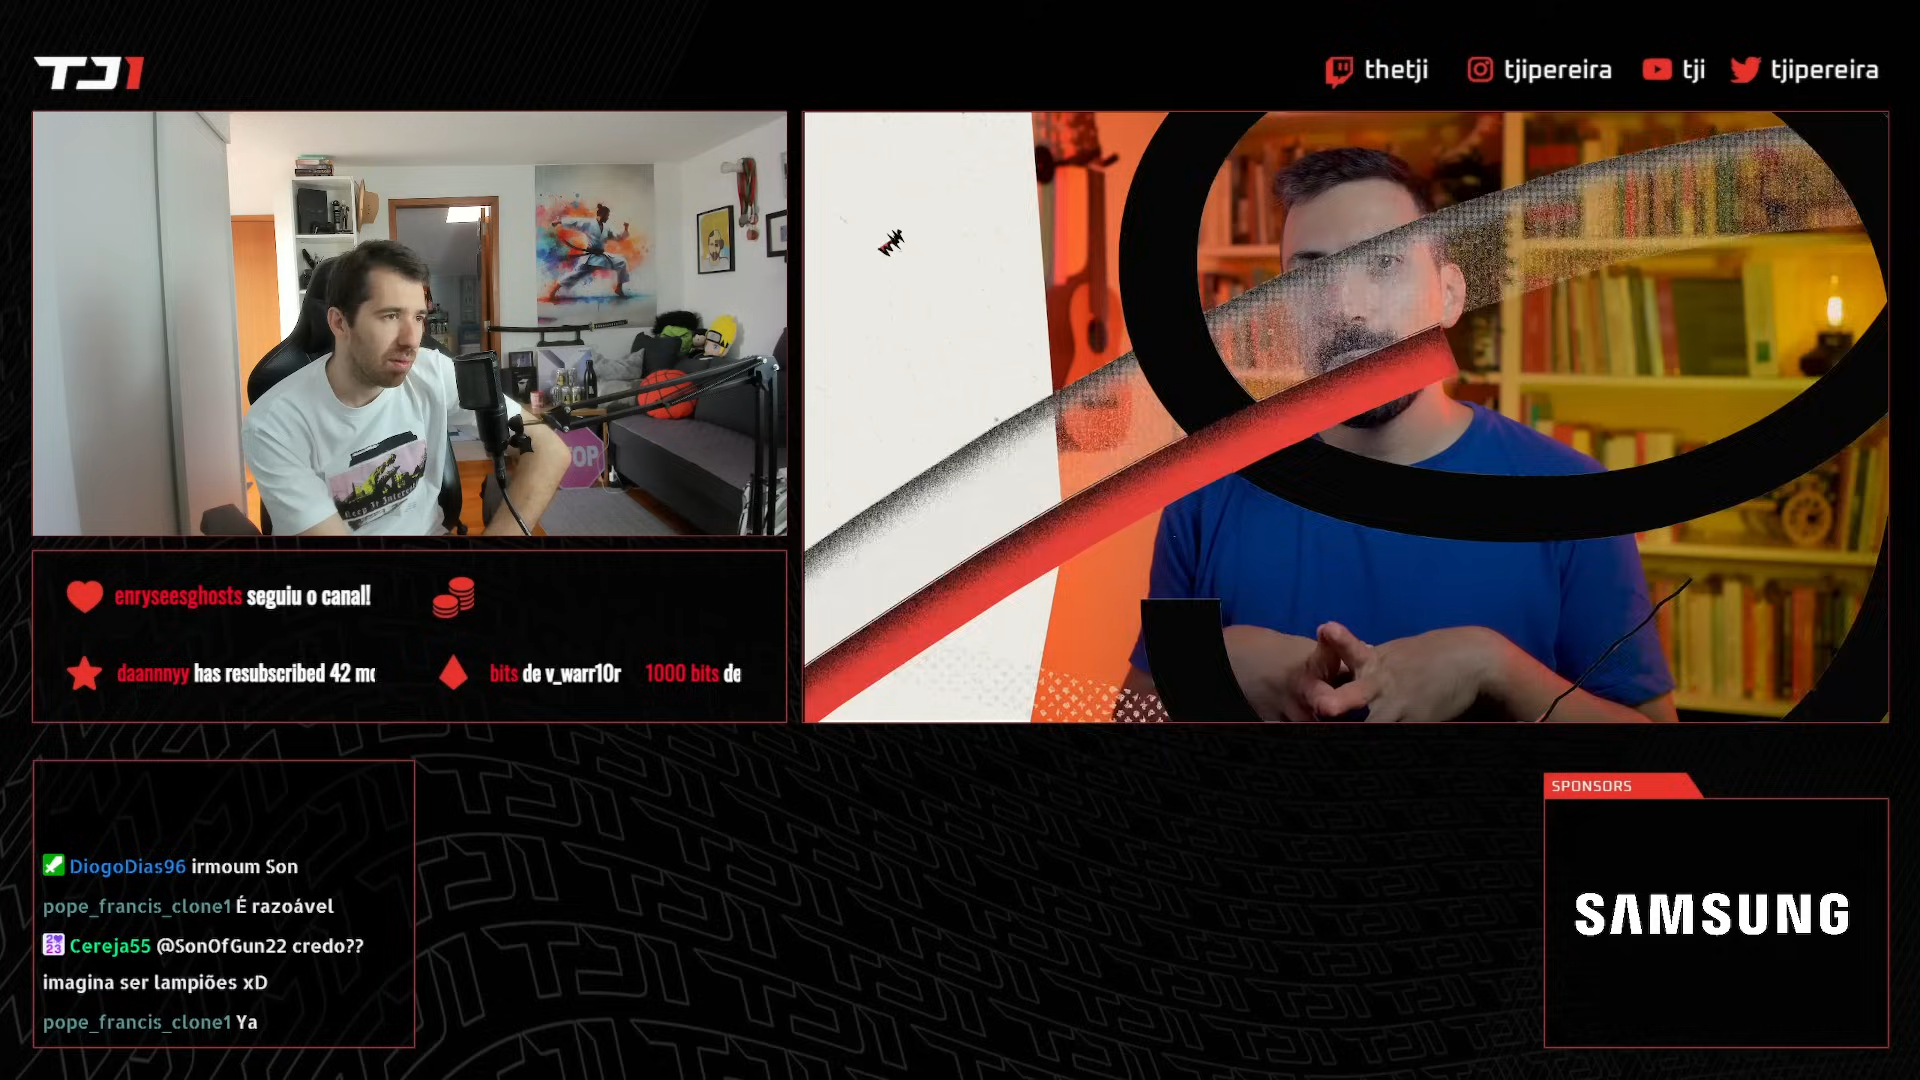 TJ1
thetji
tjipereira
tji
tjipereira
enryseesghosts seguiu o canal!
daannnyy has resubscribed 42
bits de v_warr10r 1000 bits de
DiogoDias96 irmoum Son
pope_francis_clone1 É razoável
Cereja55 @SonOfGun22 credo??
imagina ser lampiões xD
pope_francis_clone1 Ya
SPONSORS
SAMSUNG